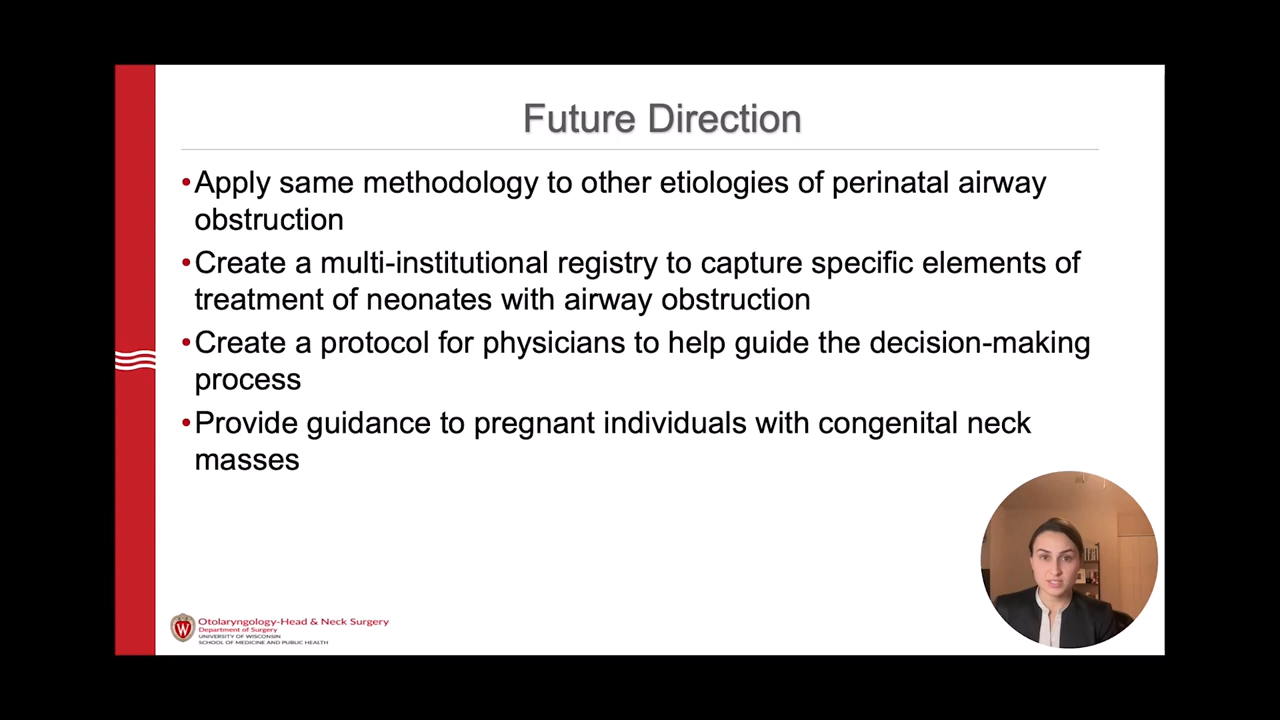 Future Direction
•Apply same methodology to other etiologies of perinatal airway
obstruction
•Create a multi-institutional registry to capture specific elements of
treatment of neonates with airway obstruction
•Create a protocol for physicians to help guide the decision-making
process
•Provide guidance to pregnant individuals with congenital neck
masses
W
Otolaryngology-Head & Neck Surgery
Department of Surgery
UNIVERSITY OF WISCONSIN
SCHOOL OF MEDICINE AND PUBLIC HEALTH